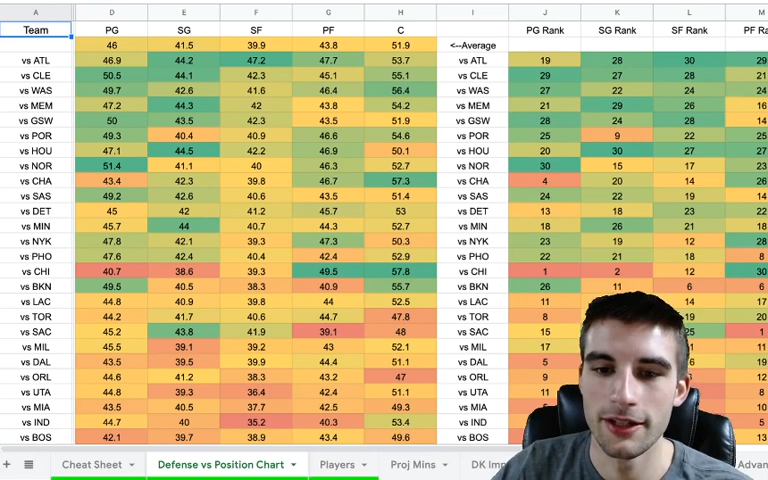 A D E F G H I J K L M
Team PG SG SF PF C PG Rank SG Rank SF Rank PF Ra
46 41.5 39.9 43.8 51.9 <--Average
vs ATL 46.9 44.2 47.2 47.7 53.7 vs ATL 19 28 30 29
vs CLE 50.5 44.1 42.3 45.1 55.1 vs CLE 29 27 28 21
vs WAS 49.7 42.6 41.6 46.4 56.4 vs WAS 27 22 24 24
vs MEM 47.2 44.3 42 43.8 54.2 vs MEM 21 29 26 16
vs GSW 50 43.5 42.3 43.5 51.9 vs GSW 28 24 28 14
vs POR 49.3 40.4 40.9 46.6 54.6 vs POR 25 9 22 25
vs HOU 47.1 44.5 42.2 46.9 50.1 vs HOU 20 30 27 27
vs NOR 51.4 41.1 40 46.3 52.7 vs NOR 30 15 17 23
vs CHA 43.4 42.3 39.8 46.7 57.3 vs CHA 4 20 14 26
vs SAS 49.2 42.6 40.6 43.5 51.4 vs SAS 24 22 19 14
vs DET 45 42 41.2 45.7 53 vs DET 13 18 23 22
vs MIN 45.7 44 40.7 44.3 52.7 vs MIN 18 26 21 18
vs NYK 47.8 42.1 39.3 47.3 50.3 vs NYK 23 19 12 28
vs PHO 47.6 42.4 40.4 42.4 52.9 vs PHO 22 21 18 8
vs CHI 40.7 38.6 39.3 49.5 57.8 vs CHI 1 2 12 30
vs BKN 49.5 40.5 38.3 40.9 55.7 vs BKN 26 11 6 6
vs LAC 44.8 40.9 39.8 44 52.5 vs LAC 11 14 17
vs TOR 44.2 41.7 40.6 44.7 47.8 vs TOR 8 19 20
vs SAC 45.2 43.8 41.9 39.1 48 vs SAC 15 25 1
vs MIL 45.5 39.1 39.2 43 52.1 vs MIL 17 11
vs DAL 43.5 39.5 39.9 44.4 51.1 vs DAL 5 19
vs ORL 44.6 41.2 38.3 43.2 47 vs ORL 9 12
vs UTA 44.8 39.3 36.4 42.4 51.1 vs UTA 11 8
vs MIA 43.5 40.5 37.7 42.5 49.3 vs MIA 10
vs IND 44.7 40 35.2 40.3 53.4 vs IND 5
vs BOS 42.1 39.7 38.9 43.4 49.6 vs BOS 13
+ Cheat Sheet Defense vs Position Chart Players Proj Mins DK Im Advan